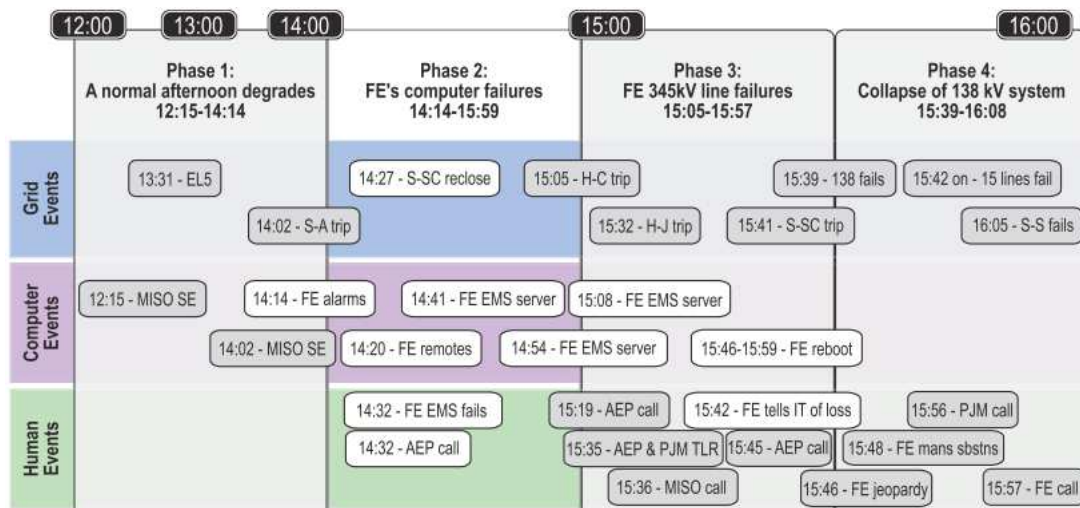 12:00
13:00
14:00
15:00
16:00
Phase 1:
A normal afternoon degrades
12:15-14:14
Phase 2:
FE's computer failures
14:14-15:59
Phase 3:
FE 345kV line failures
15:05-15:57
Phase 4:
Collapse of 138 kV system
15:39-16:08
Grid
Events
13:31 - EL5
14:27 - S-SC reclose
15:05 - H-C trip
15:39 - 138 fails
15:42 on - 15 lines fail
14:02 - S-A trip
15:32 - H-J trip
15:41 - S-SC trip
16:05 - S-S fails
Computer
Events
12:15 - MISO SE
14:14 - FE alarms
14:41 - FE EMS server
15:08 - FE EMS server
14:02 - MISO SE
14:20 - FE remotes
14:54 - FE EMS server
15:46-15:59 - FE reboot
Human
Events
14:32 - FE EMS fails
15:19 - AEP call
15:42 - FE tells IT of loss
15:56 - PJM call
14:32 - AEP call
15:35 - AEP & PJM TLR
15:45 - AEP call
15:48 - FE mans sbstns
15:36 - MISO call
15:46 - FE jeopardy
15:57 - FE call